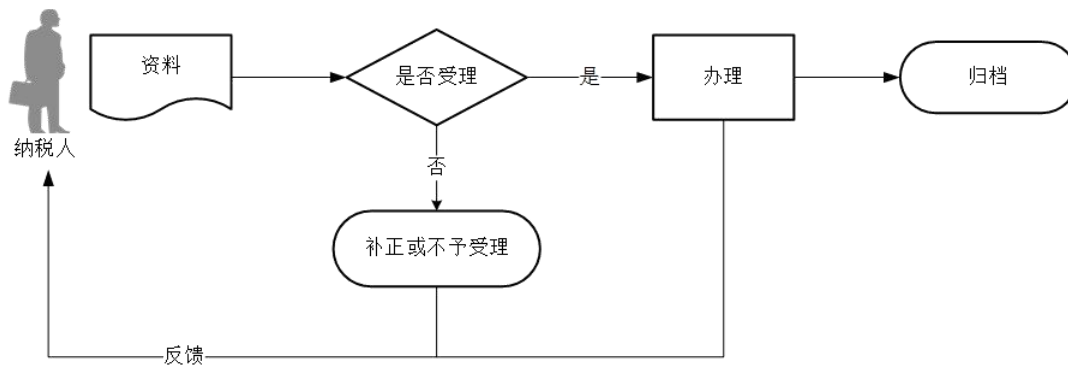 资料
是否受理
是
办理
归档
纳税人
否
补正或不予受理
反馈